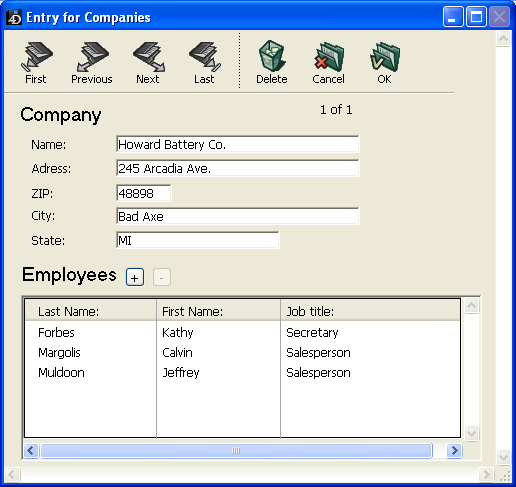 4D Entry for Companies
First Previous Next Last Delete Cancel OK
1 of 1
Company
Name: Howard Battery Co.
Adress: 245 Arcadia Ave.
ZIP: 48898
City: Bad Axe
State: MI
Employees + -
Last Name: First Name: Job title:
Forbes Kathy Secretary
Margolis Calvin Salesperson
Muldoon Jeffrey Salesperson